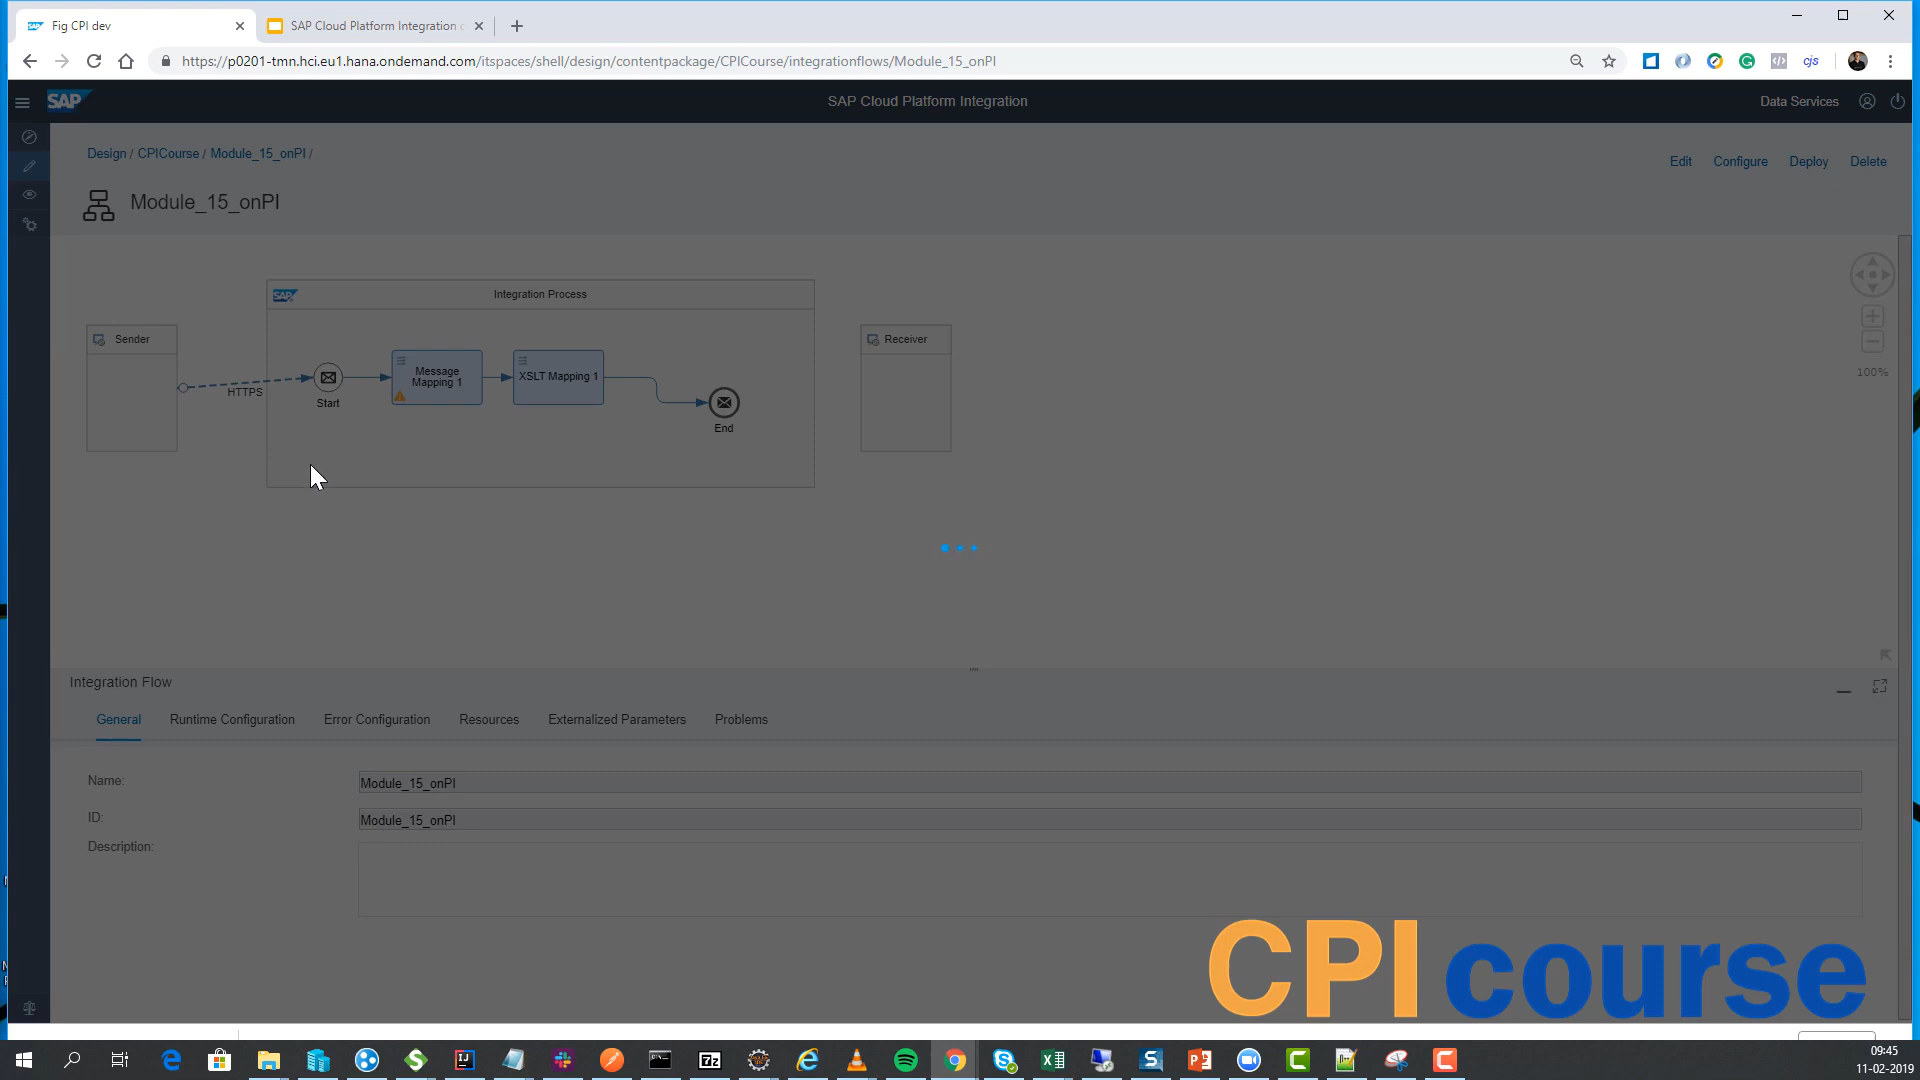 Fig CPI dev
SAP Cloud Platform Integration
https://p0201-tmn.hci.eu1.hana.ondemand.com/itspaces/shell/design/contentpackage/CPICourse/integrationflows/Module_15_onPI
cjs
SAP
SAP Cloud Platform Integration
Data Services
Design / CPICourse / Module_15_onPI /
Edit Configure Deploy Delete
Module_15_onPI
SAP
Integration Process
Sender
Receiver
Message
Mapping 1
XSLT Mapping 1
100%
HTTPS
Start
End
Integration Flow
General Runtime Configuration Error Configuration Resources Externalized Parameters Problems
Name:
Module_15_onPI
ID:
Module_15_onPI
Description:
CPI course
09:45
11-02-2019